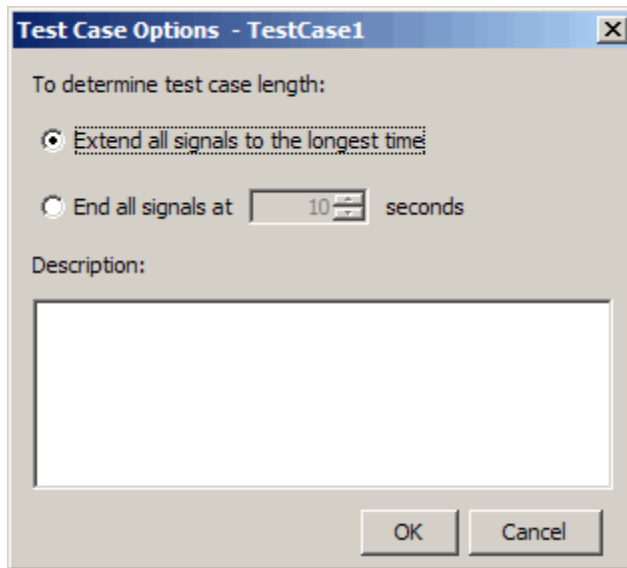 Test Case Options - TestCase1
To determine test case length:
Extend all signals to the longest time
End all signals at 10 seconds
Description:
OK Cancel